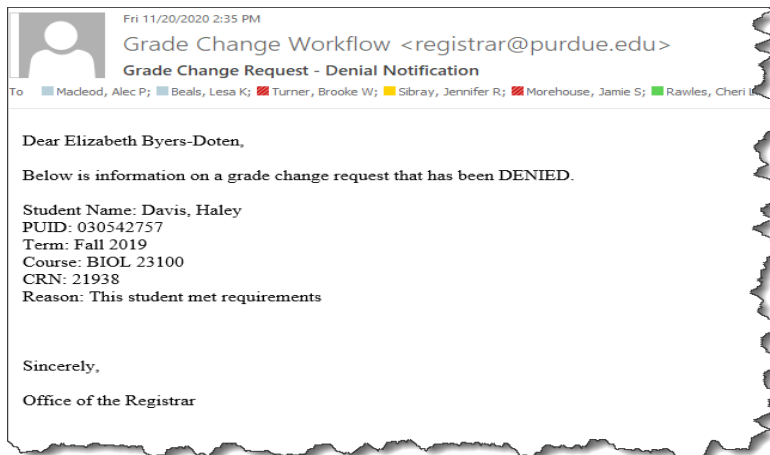 Fri 11/20/2020 2:35 PM
Grade Change Workflow <registrar@purdue.edu>
Grade Change Request - Denial Notification
To Macleod, Alec P; Beals, Lesa K; Turner, Brooke W; Sibray, Jennifer R; Morehouse, Jamie S; Rawles, Cheri
Dear Elizabeth Byers-Doten,
Below is information on a grade change request that has been DENIED.
Student Name: Davis, Haley
PUID: 030542757
Term: Fall 2019
Course: BIOL 23100
CRN: 21938
Reason: This student met requirements
Sincerely,
Office of the Registrar